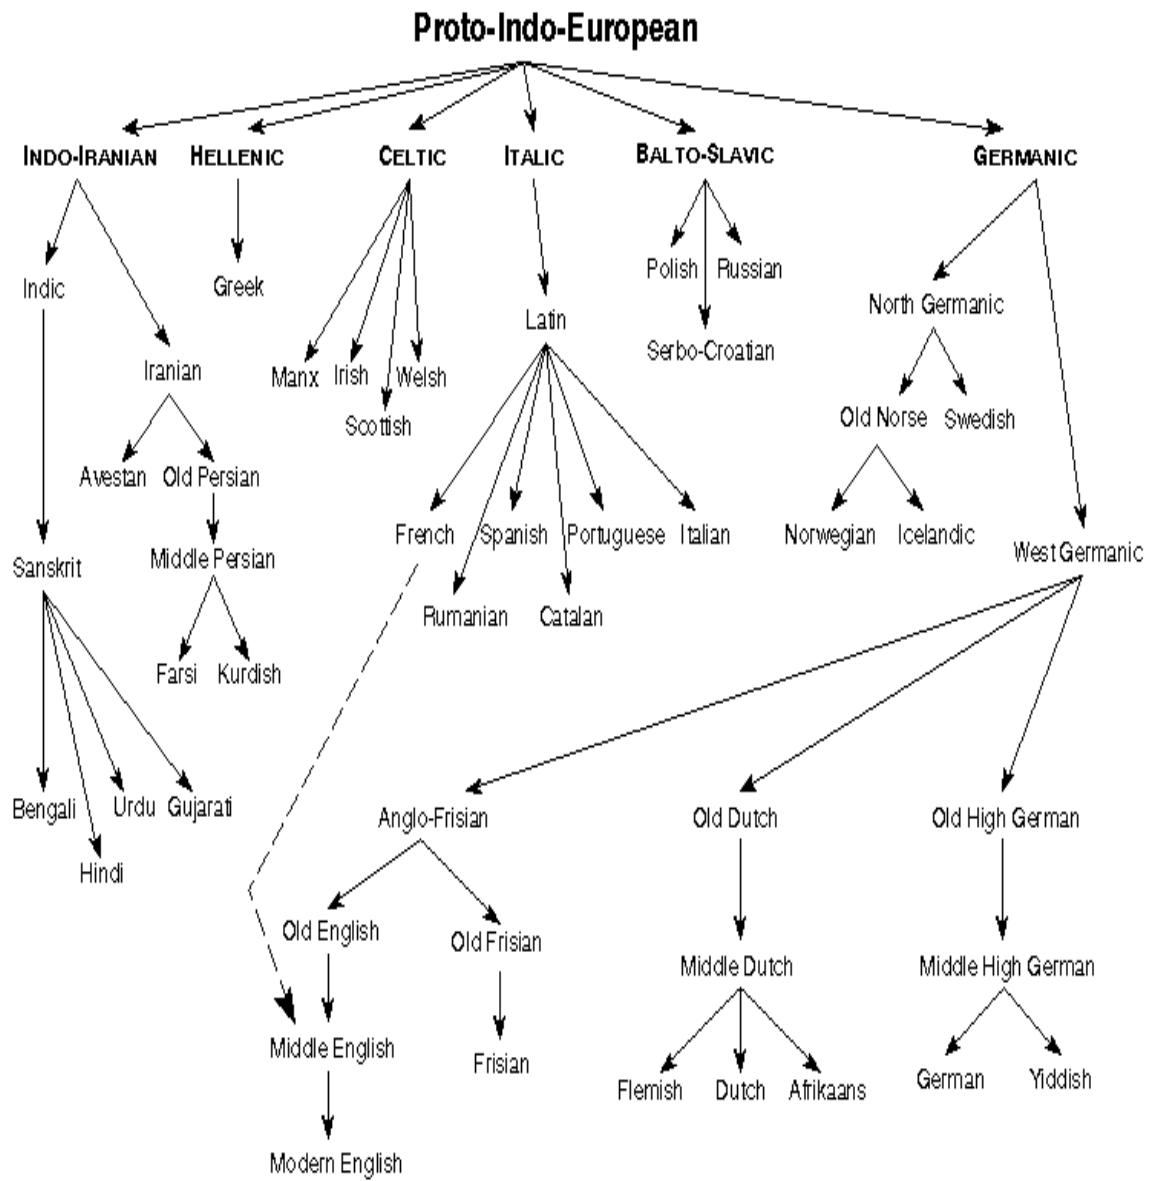 Proto-Indo-European
INDO-IRANIAN HELLENIC CELTIC ITALIC BALTO-SLAVIC GERMANIC
Polish Russian
Indic Greek North Germanic
Latin
Serbo-Croatian
Iranian Manx Irish Welsh
Scottish Old Norse Swedish
Avestan Old Persian
French Spanish Portuguese Italian Norwegian Icelandic
Middle Persian West Germanic
Sanskrit
Rumanian Catalan
Farsi Kurdish
Bengali Urdu Gujarati
Anglo-Frisian Old Dutch Old High German
Hindi
Old English Old Frisian
Middle Dutch Middle High German
Middle English
Frisian
Flemish Dutch Afrikaans German Yiddish
Modern English